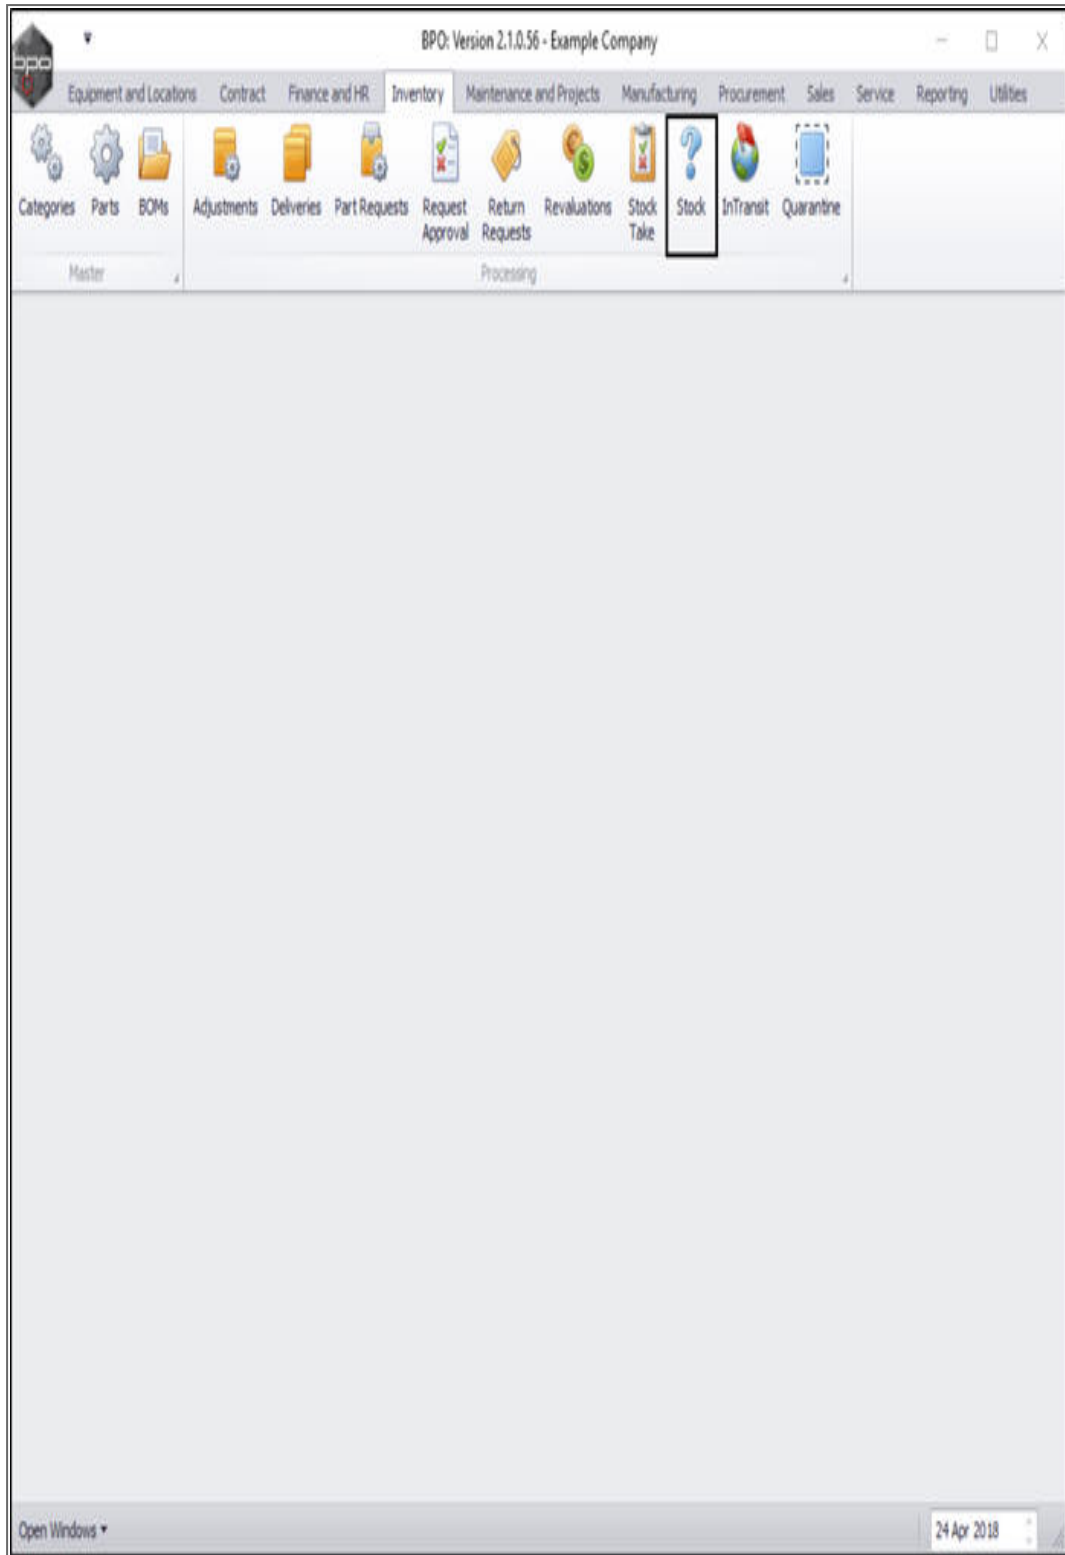 bpo
BPO: Version 2.1.0.56 - Example Company
Equipment and Locations Contract Finance and HR Inventory Maintenance and Projects Manufacturing Procurement Sales Service Reporting Utilities
Categories Parts BOMs Adjustments Deliveries Part Requests Request Return Revaluations Stock Stock InTransit Quarantine
Approval Requests Take
Master Processing
Open Windows 24 Apr 2018